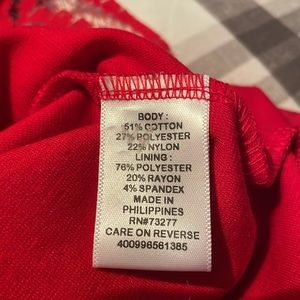 BODY :
51% COTTON
27% POLYESTER
22% NYLON
LINING :
76% POLYESTER
20% RAYON
4% SPANDEX
MADE IN
PHILIPPINES
RN#73277
CARE ON REVERSE
400996561385